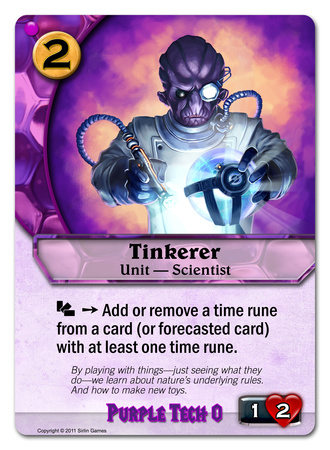 2
Tinkerer
Unit — Scientist
→ Add or remove a time rune
from a card (or forecasted card)
with at least one time rune.
By playing with things—just seeing what they
do—we learn about nature's underlying rules.
And how to make new toys.
Purple Tech 0
1 2
Copyright © 2011 Sirlin Games